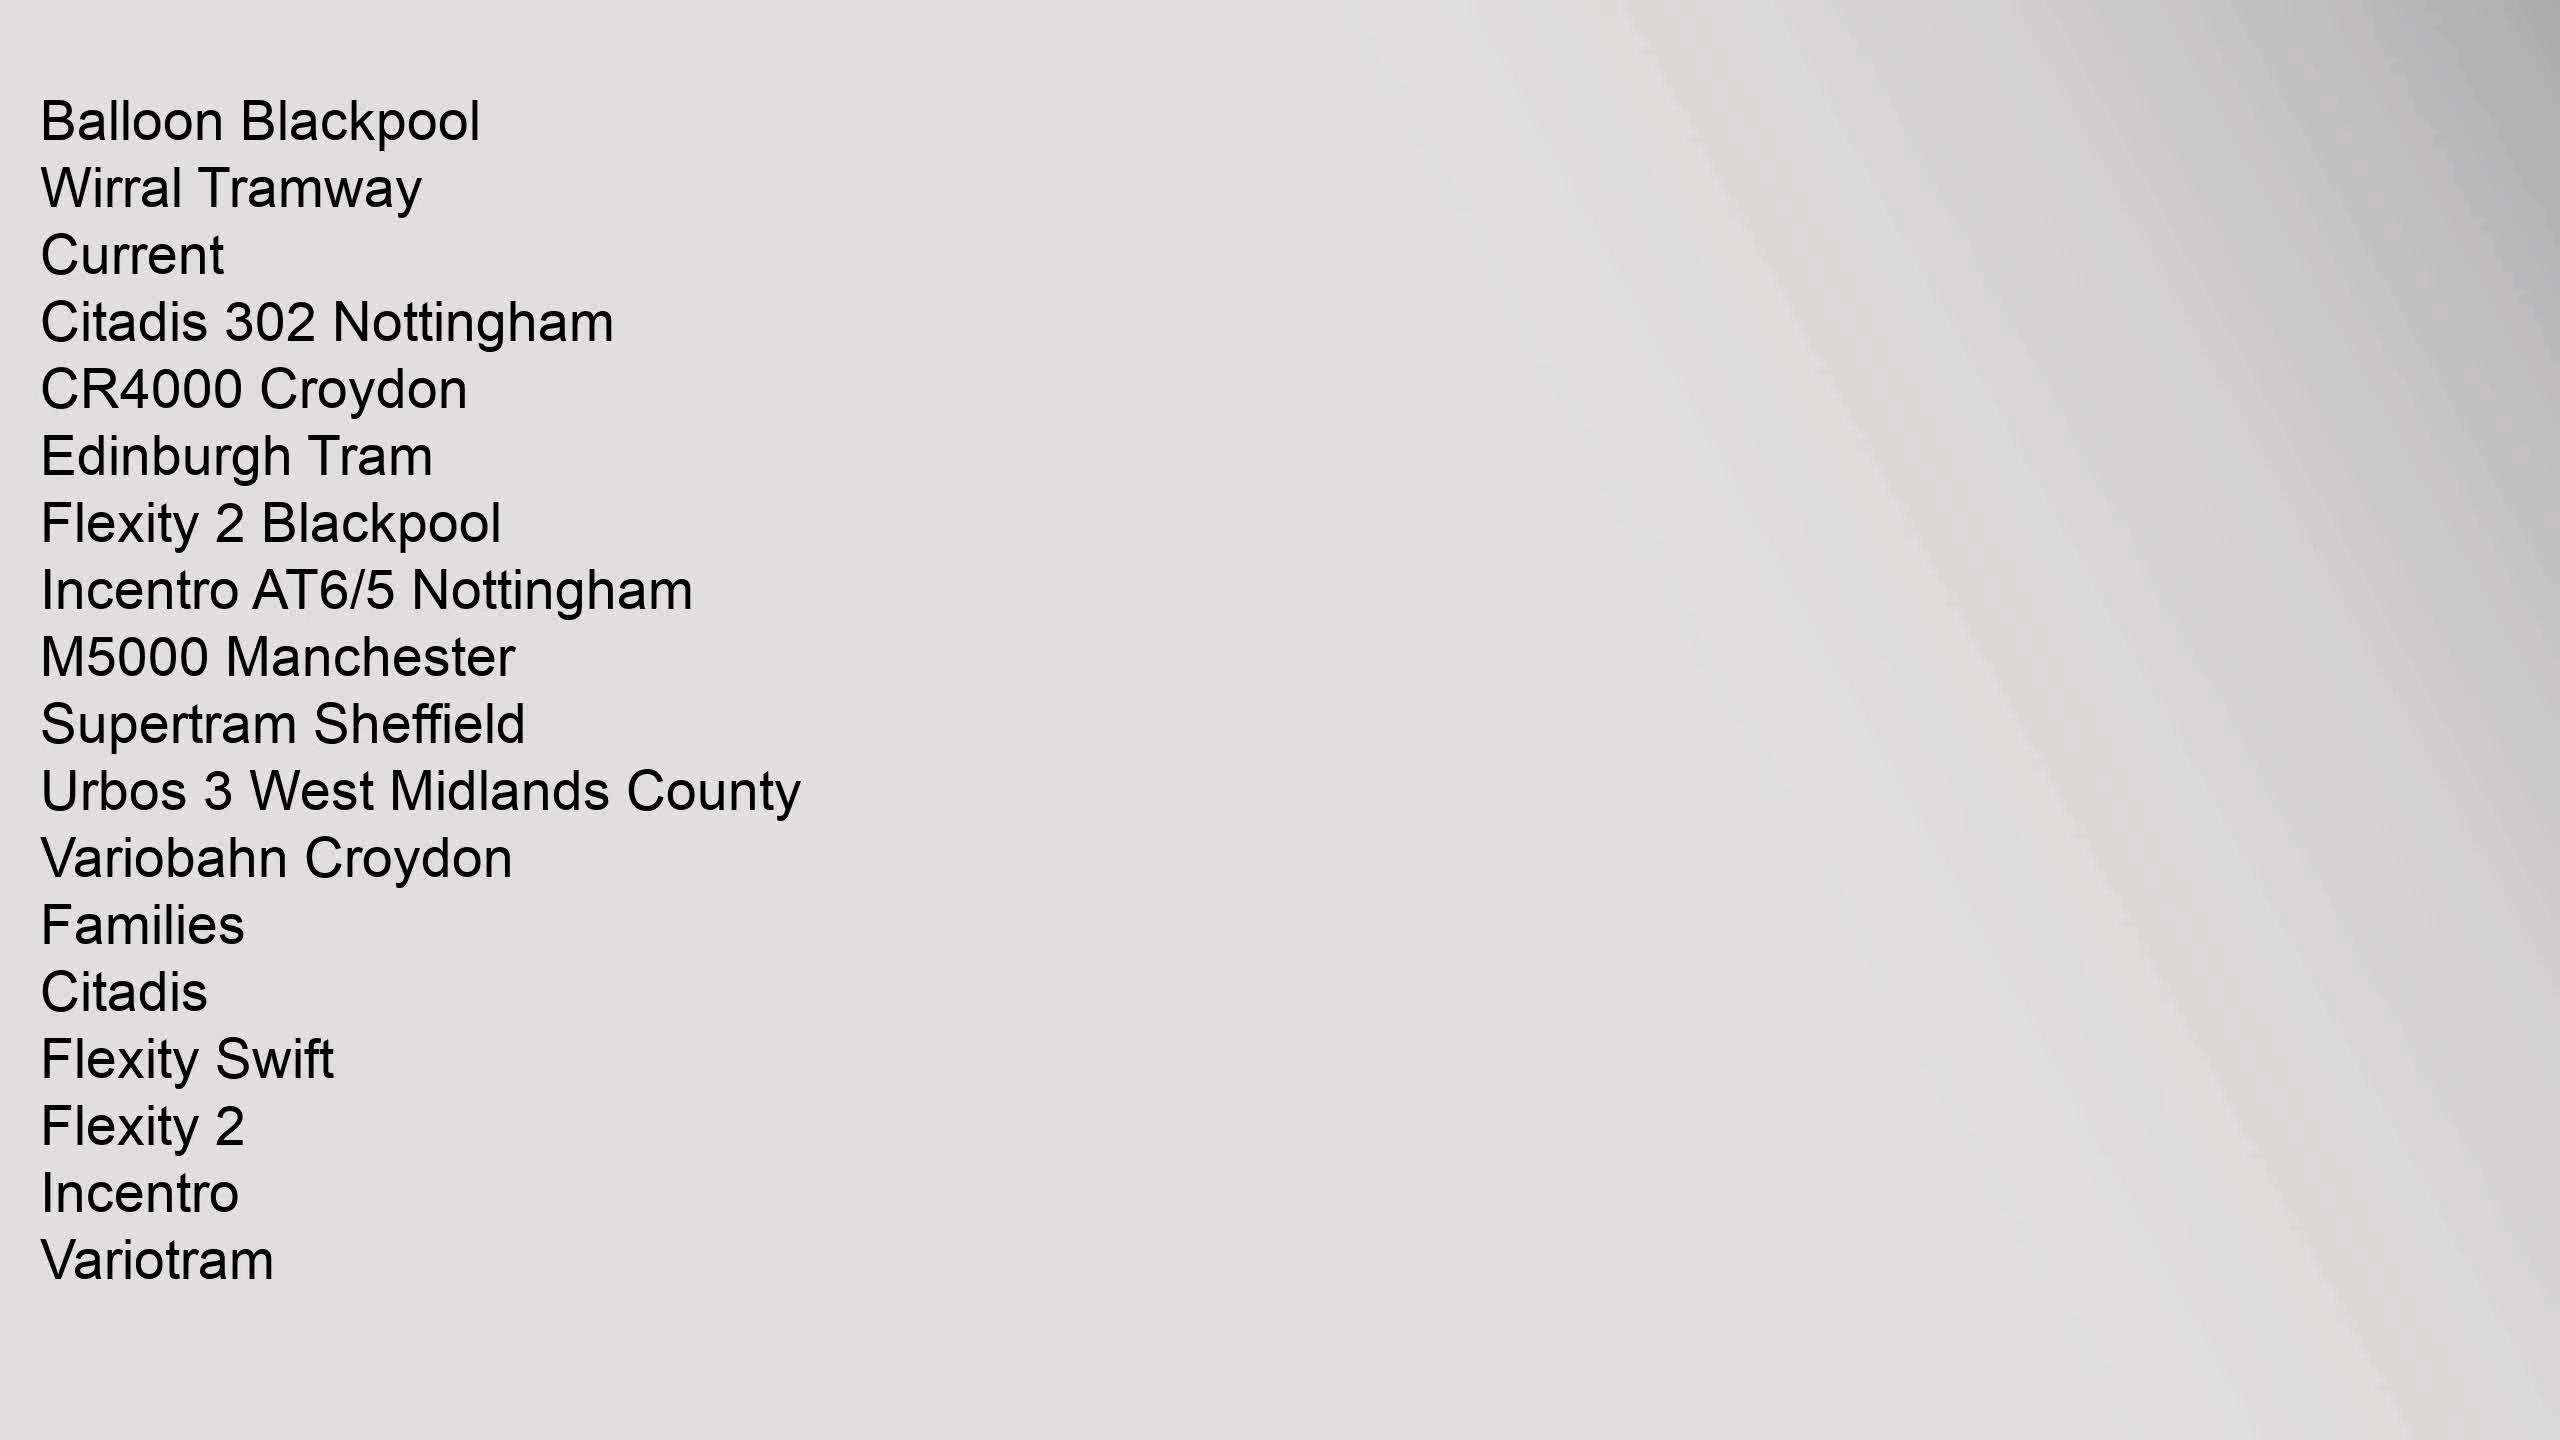 Balloon Blackpool
Wirral Tramway
Current
Citadis 302 Nottingham
CR4000 Croydon
Edinburgh Tram
Flexity 2 Blackpool
Incentro AT6/5 Nottingham
M5000 Manchester
Supertram Sheffield
Urbos 3 West Midlands County
Variobahn Croydon
Families
Citadis
Flexity Swift
Flexity 2
Incentro
Variotram